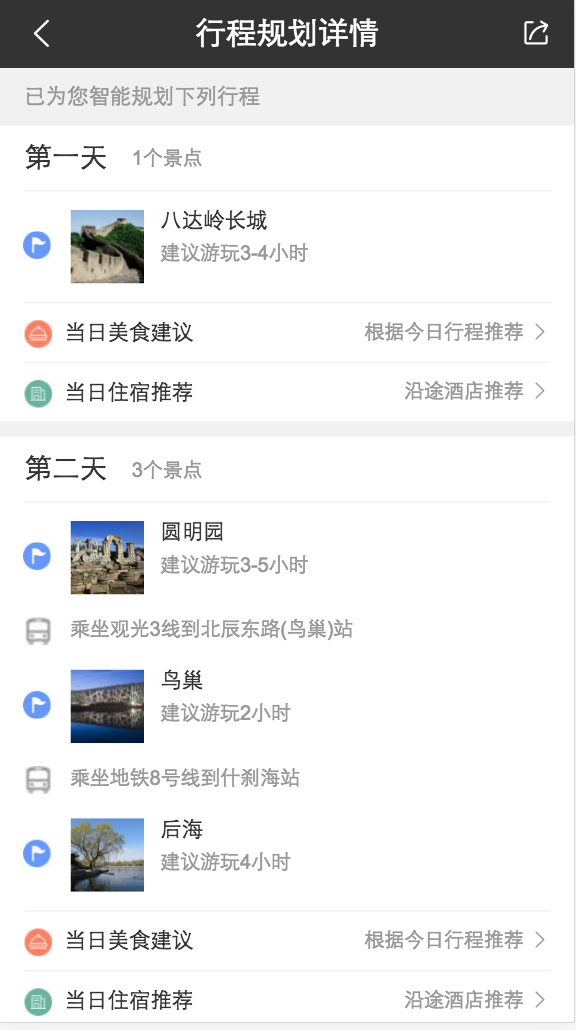 行程规划详情
已为您智能规划下列行程
第一天 1个景点
八达岭长城
建议游玩3-4小时
当日美食建议 根据今日行程推荐
当日住宿推荐 沿途酒店推荐
第二天 3个景点
圆明园
建议游玩3-5小时
乘坐观光3线到北辰东路(鸟巢)站
鸟巢
建议游玩2小时
乘坐地铁8号线到什刹海站
后海
建议游玩4小时
当日美食建议 根据今日行程推荐
当日住宿推荐 沿途酒店推荐